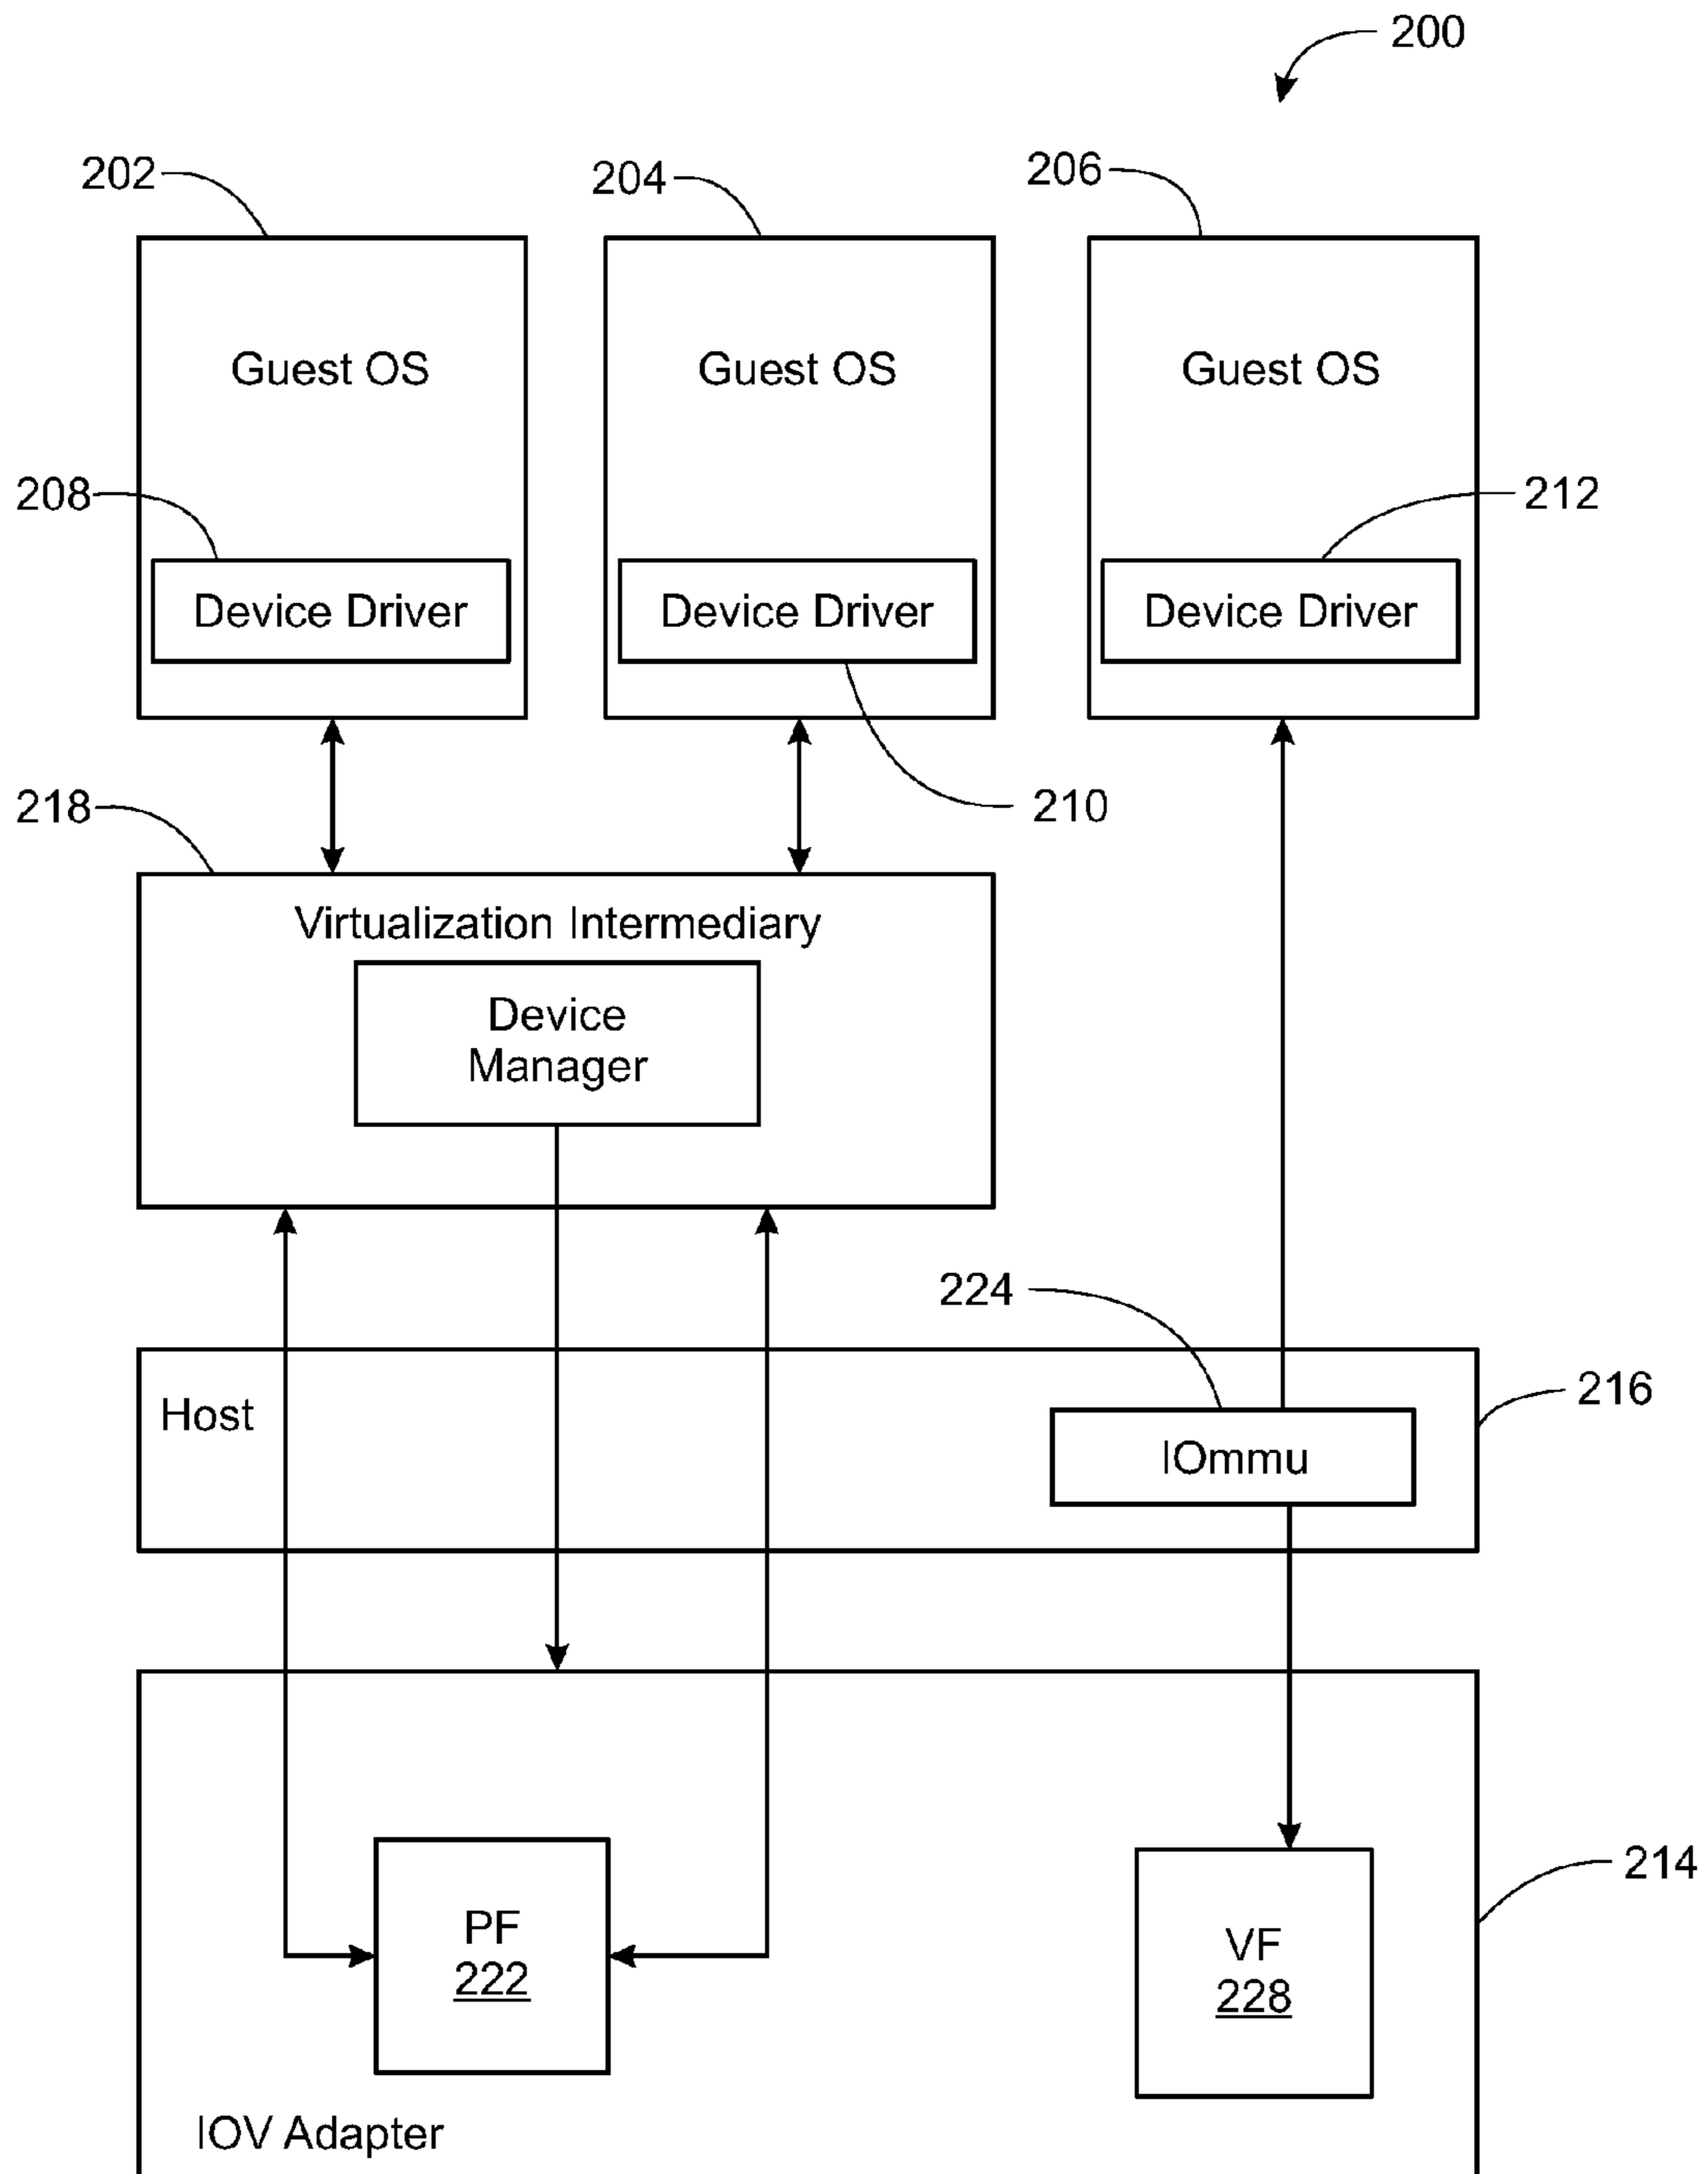 200
202
204
206
Guest OS
Guest OS
Guest OS
208
212
Device Driver
Device Driver
Device Driver
218
210
Virtualization Intermediary
Device
Manager
224
216
Host
IOmmu
214
PF
222
VF
228
IOV Adapter